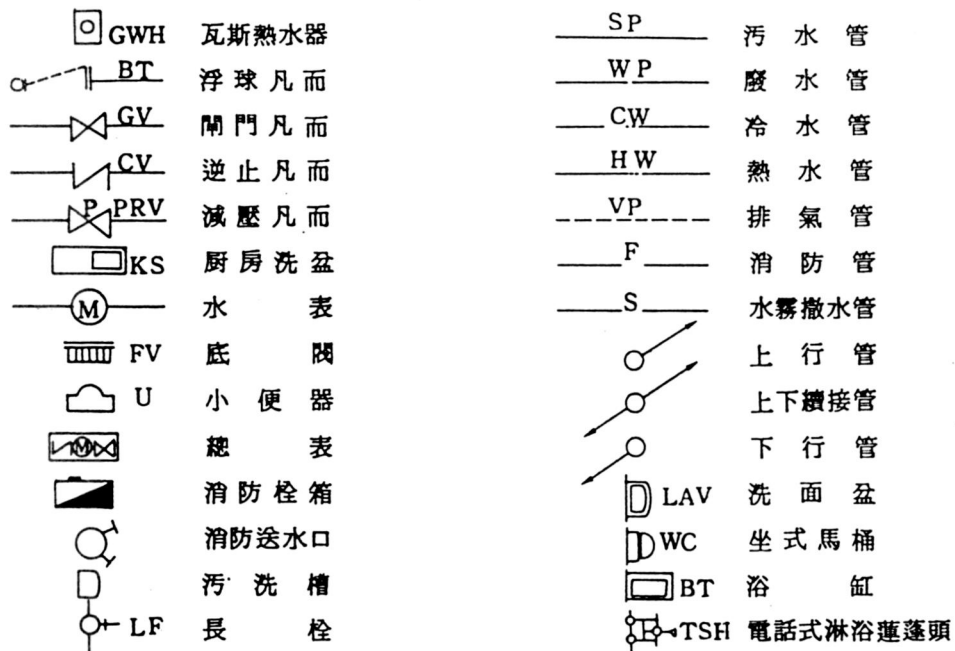 GWH 瓦斯熱水器
BT 浮球凡而
GV 閘門凡而
CV 逆止凡而
P PRV 減壓凡而
KS 厨房洗盆
M 水表
FV 底閥
U 小便器
M 總表
消防栓箱
消防送水口
污洗槽
LF 長栓
SP 污水管
WP 廢水管
CW 冷水管
HW 熱水管
VP 排氣管
F 消防管
S 水霧撒水管
上行管
上下續接管
下行管
LAV 洗面盆
WC 坐式馬桶
BT 浴缸
TSH 電話式淋浴蓮蓬頭